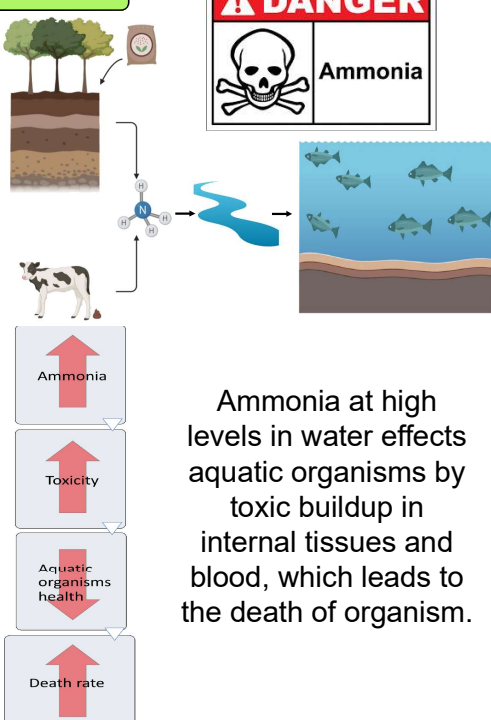 DANGER
Ammonia
H
N
H
H
H
Ammonia
Toxicity
Aquatic
organisms
health
Death rate
Ammonia at high
levels in water effects
aquatic organisms by
toxic buildup in
internal tissues and
blood, which leads to
the death of organism.